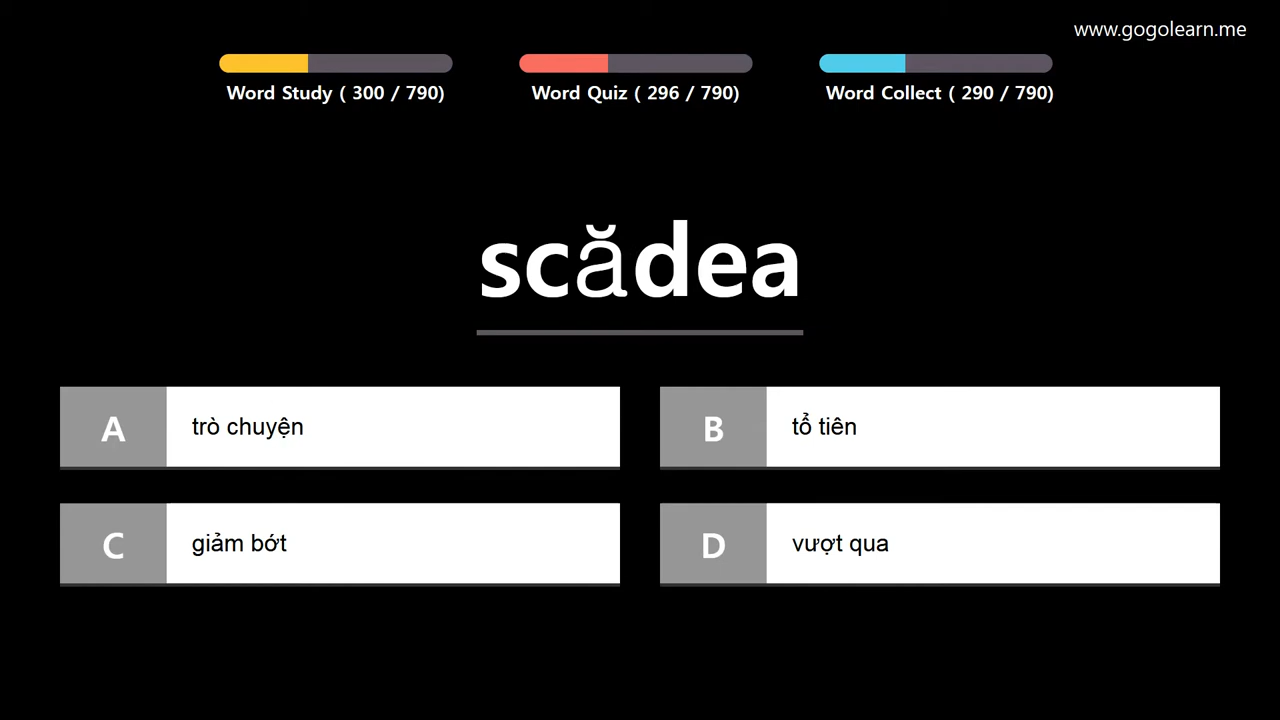 www.gogolearn.me
Word Study ( 300 / 790)
Word Quiz ( 296 / 790)
Word Collect ( 290 / 790)
scădea
A trò chuyện
B tổ tiên
C giảm bớt
D vượt qua